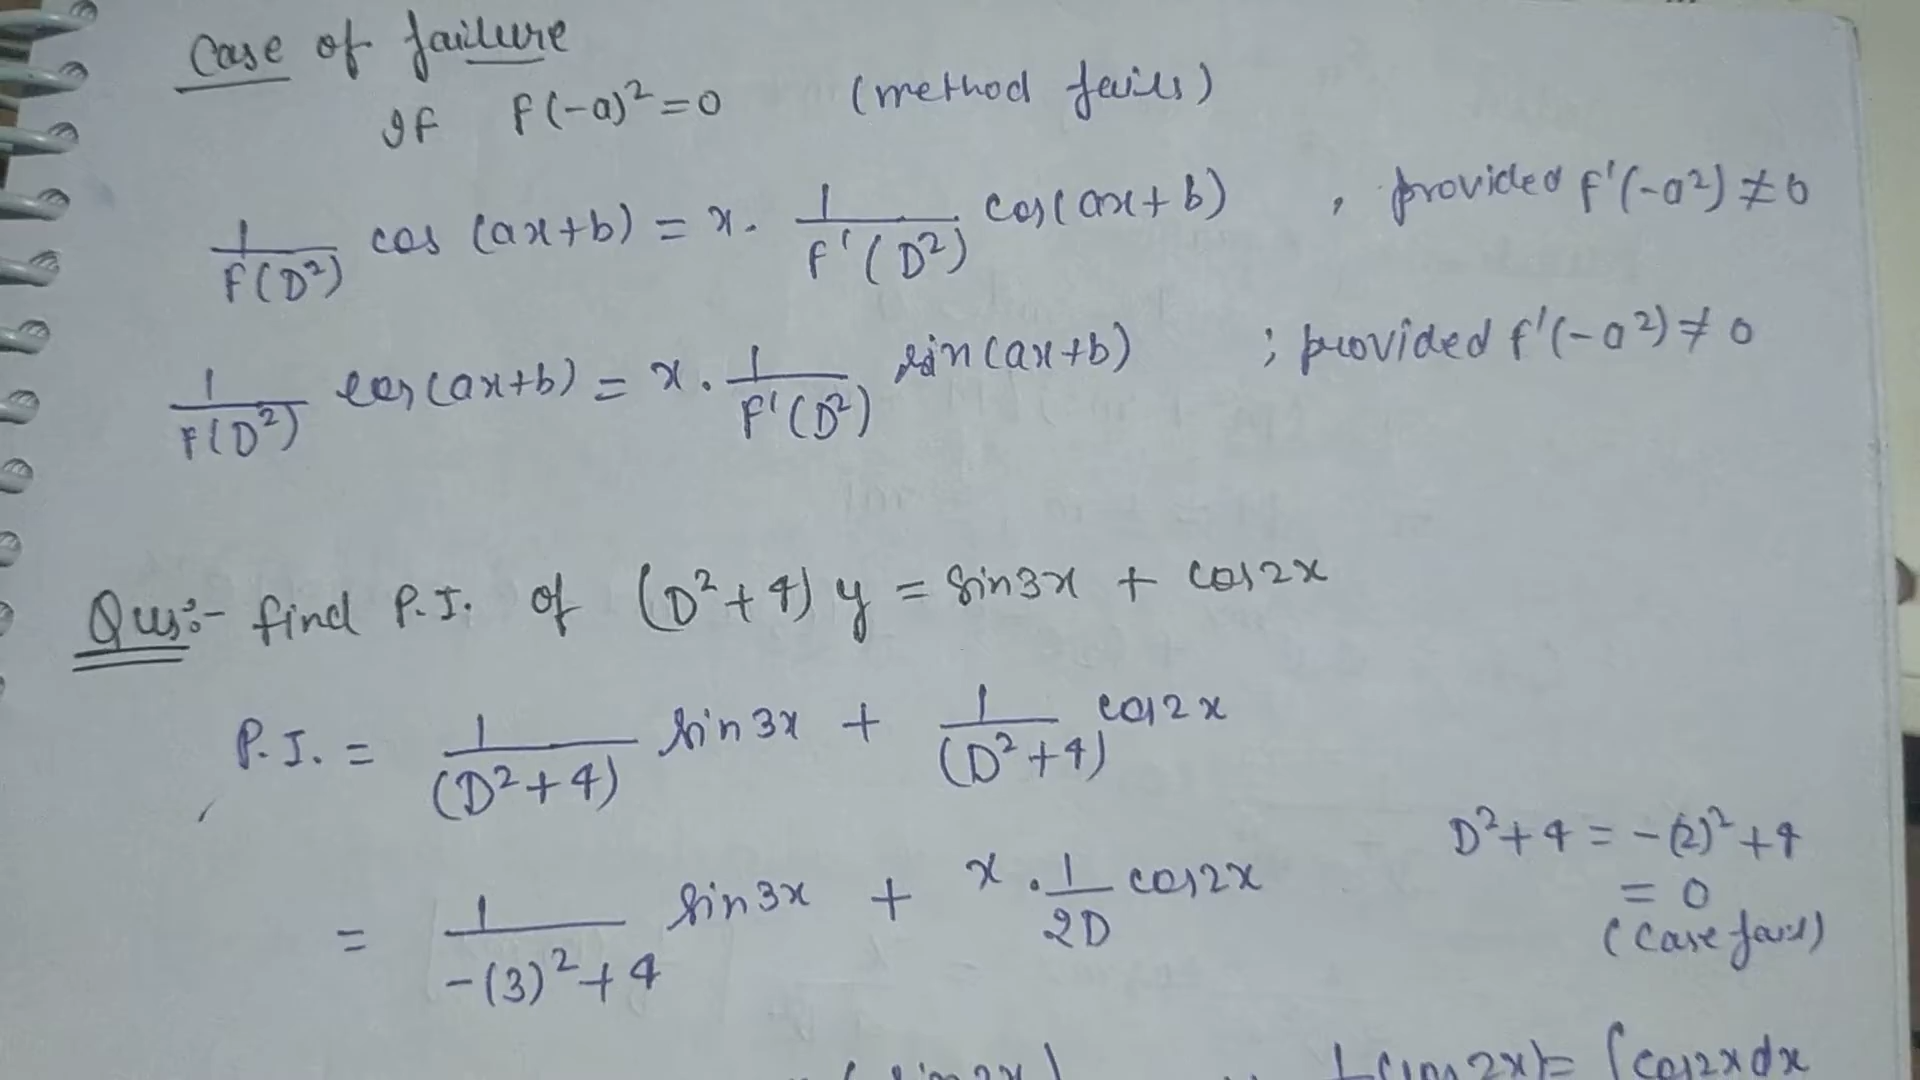 Case of failure
If F(-a)² = 0 (method fails)
1/F(D²) cos (ax+b) = x. 1/F'(D²) cos(ax+b) , provided F'(-a²) ≠ 0
1/F(D²) cos(ax+b) = x. 1/F'(D²) sin(ax+b) ; provided F'(-a²) ≠ 0
Qus:- find P.I. of (D²+4) y = sin3x + cos2x
P.I. = 1/(D²+4) sin3x + 1/(D²+4) cos2x
D²+4 = -(2)²+4
= 0
(Case fail)
= 1/-(3)²+4 sin3x + x . 1/2D cos2x
∫cos2x dx